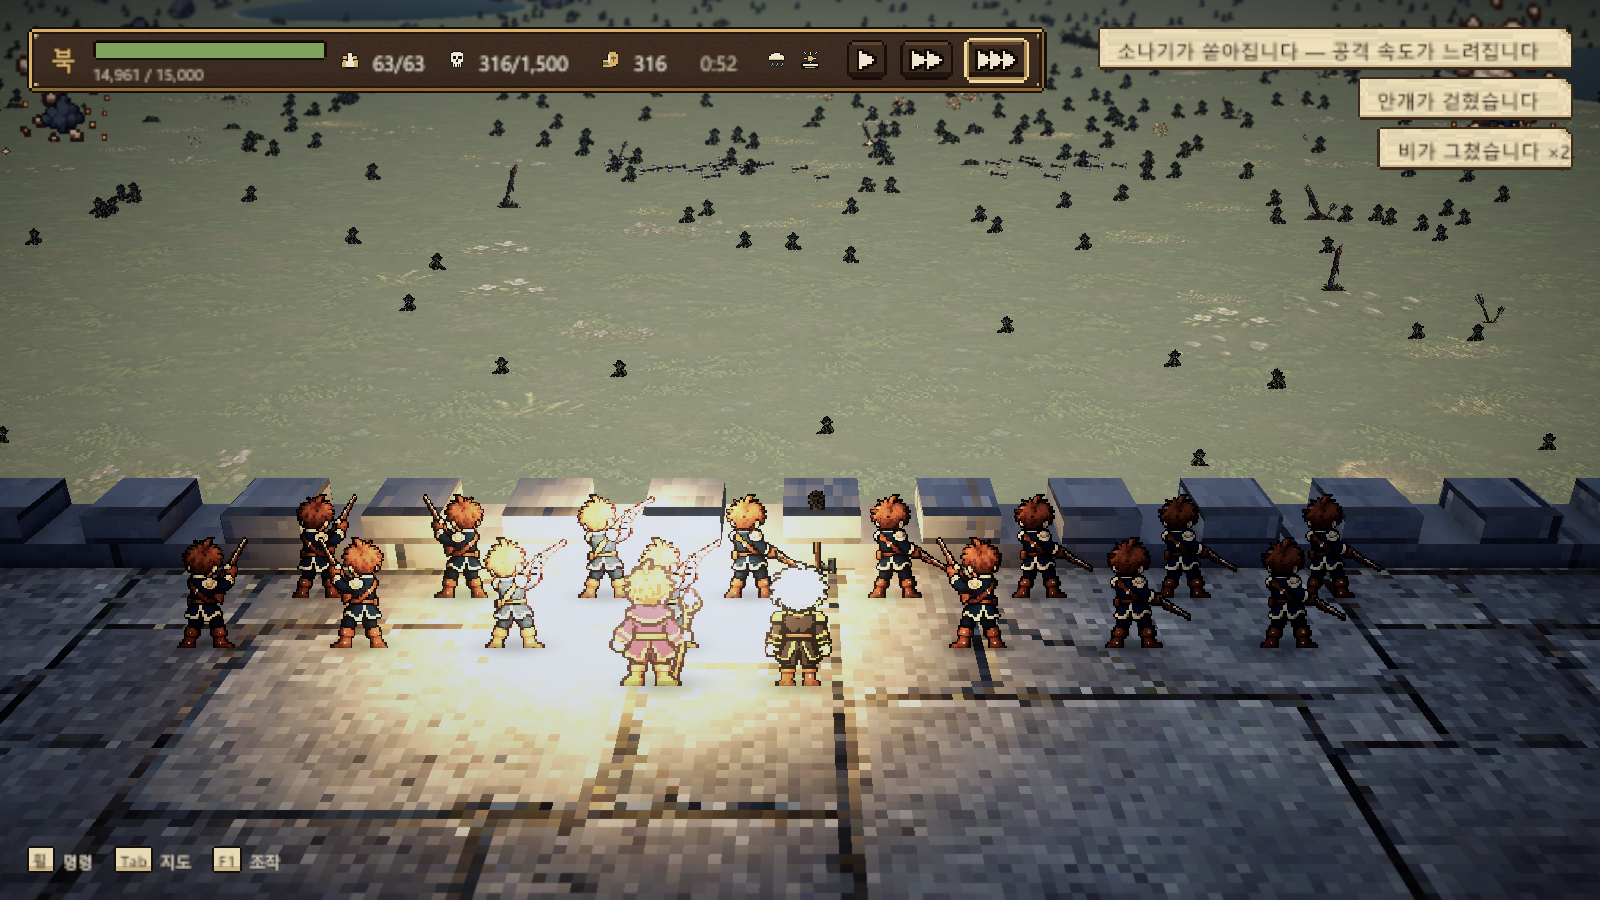 북
14,961 / 15,000
63/63
316/1,500
316
0:52
소나기가 쏟아집니다 — 공격 속도가 느려집니다
안개가 걷혔습니다
비가 그쳤습니다 ×2
휠 명령 Tab 지도 F1 조작